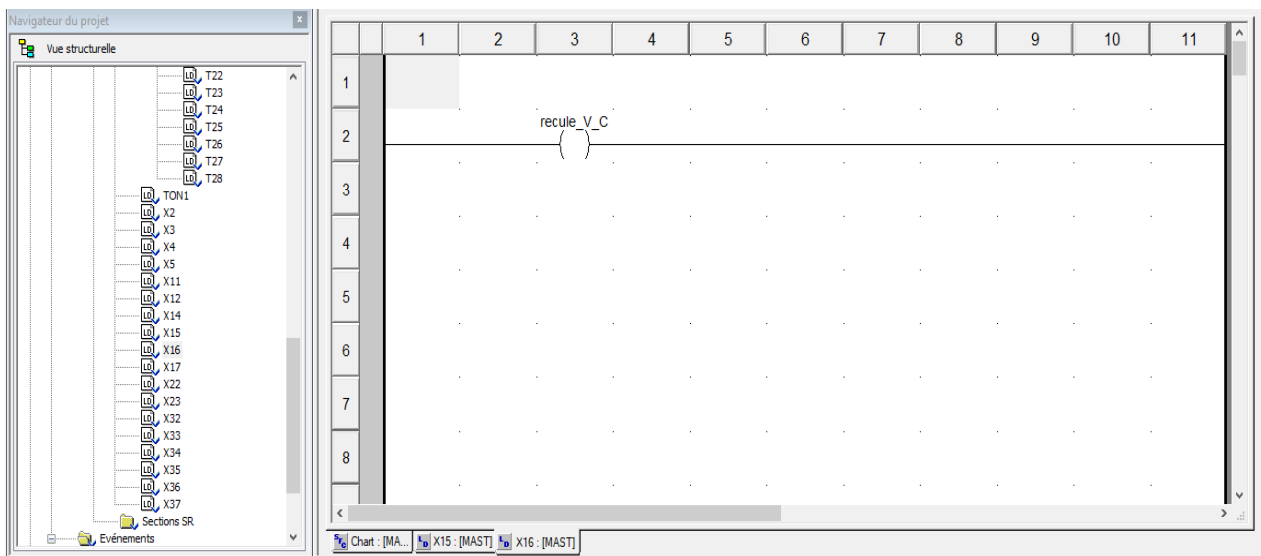 Navigateur du projet
x
Vue structurelle
T22
T23
T24
T25
T26
T27
T28
TON1
X2
X3
X4
X5
X11
X12
X14
X15
X16
X17
X22
X23
X32
X33
X34
X35
X36
X37
Sections SR
Evénements
1 2 3 4 5 6 7 8 9 10 11
1
recule_V_C
2
( )
3
4
5
6
7
8
Chart : [MA... X15 : [MAST] X16 : [MAST]